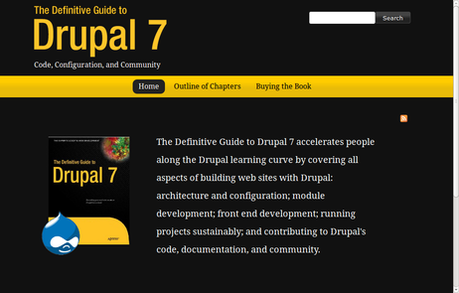 The Definitive Guide to
Drupal 7
Code, Configuration, and Community
Search
Home
Outline of Chapters
Buying the Book
The Definitive Guide to
Drupal 7
The Definitive Guide to Drupal 7 accelerates people
along the Drupal learning curve by covering all
aspects of building web sites with Drupal:
architecture and configuration; module
development; front end development; running
projects sustainably; and contributing to Drupal's
code, documentation, and community.